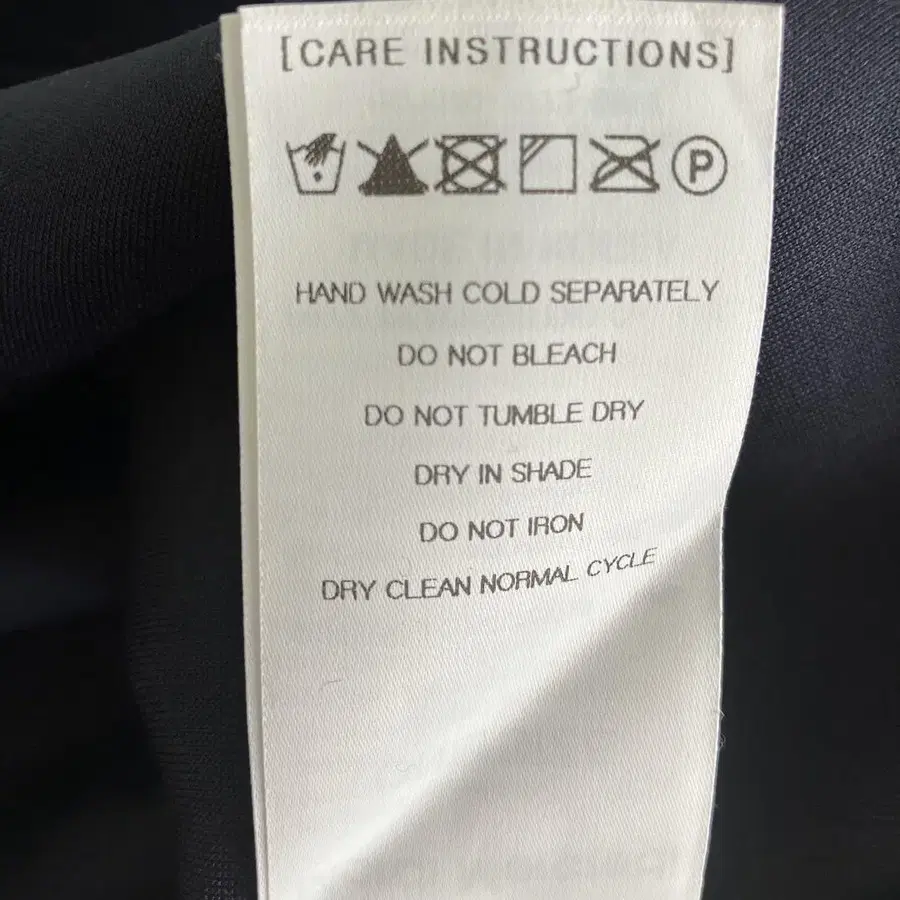 [CARE INSTRUCTIONS]
P
HAND WASH COLD SEPARATELY
DO NOT BLEACH
DO NOT TUMBLE DRY
DRY IN SHADE
DO NOT IRON
DRY CLEAN NORMAL CYCLE